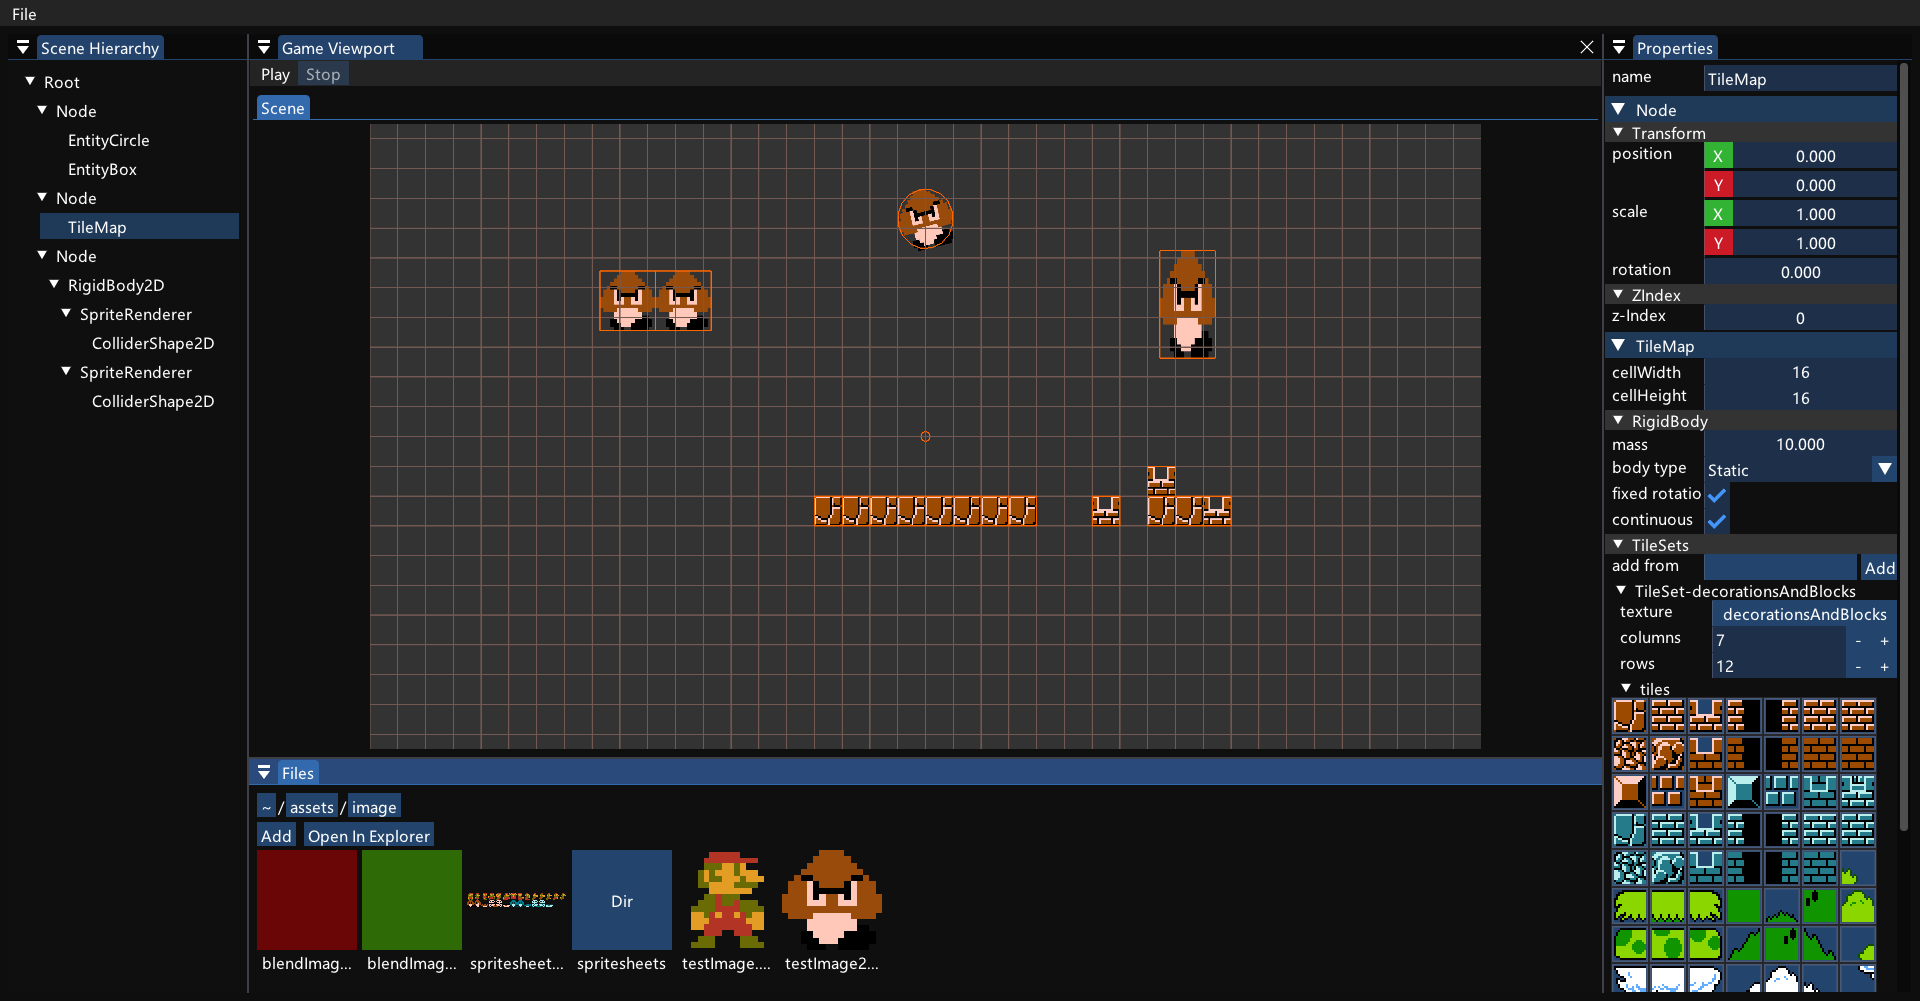 File
Scene Hierarchy
Root
Node
EntityCircle
EntityBox
Node
TileMap
Node
RigidBody2D
SpriteRenderer
ColliderShape2D
SpriteRenderer
ColliderShape2D
Game Viewport
Play Stop
Scene
Files
~ / assets / image
Add Open In Explorer
Dir
blendImag... blendImag... spritesheet... spritesheets testImage.... testImage2...
Properties
name TileMap
Node
Transform
position X 0.000
Y 0.000
scale X 1.000
Y 1.000
rotation 0.000
ZIndex
z-Index 0
TileMap
cellWidth 16
cellHeight 16
RigidBody
mass 10.000
body type Static
fixed rotatio
continuous
TileSets
add from Add
TileSet-decorationsAndBlocks
texture decorationsAndBlocks
columns 7 - +
rows 12 - +
tiles